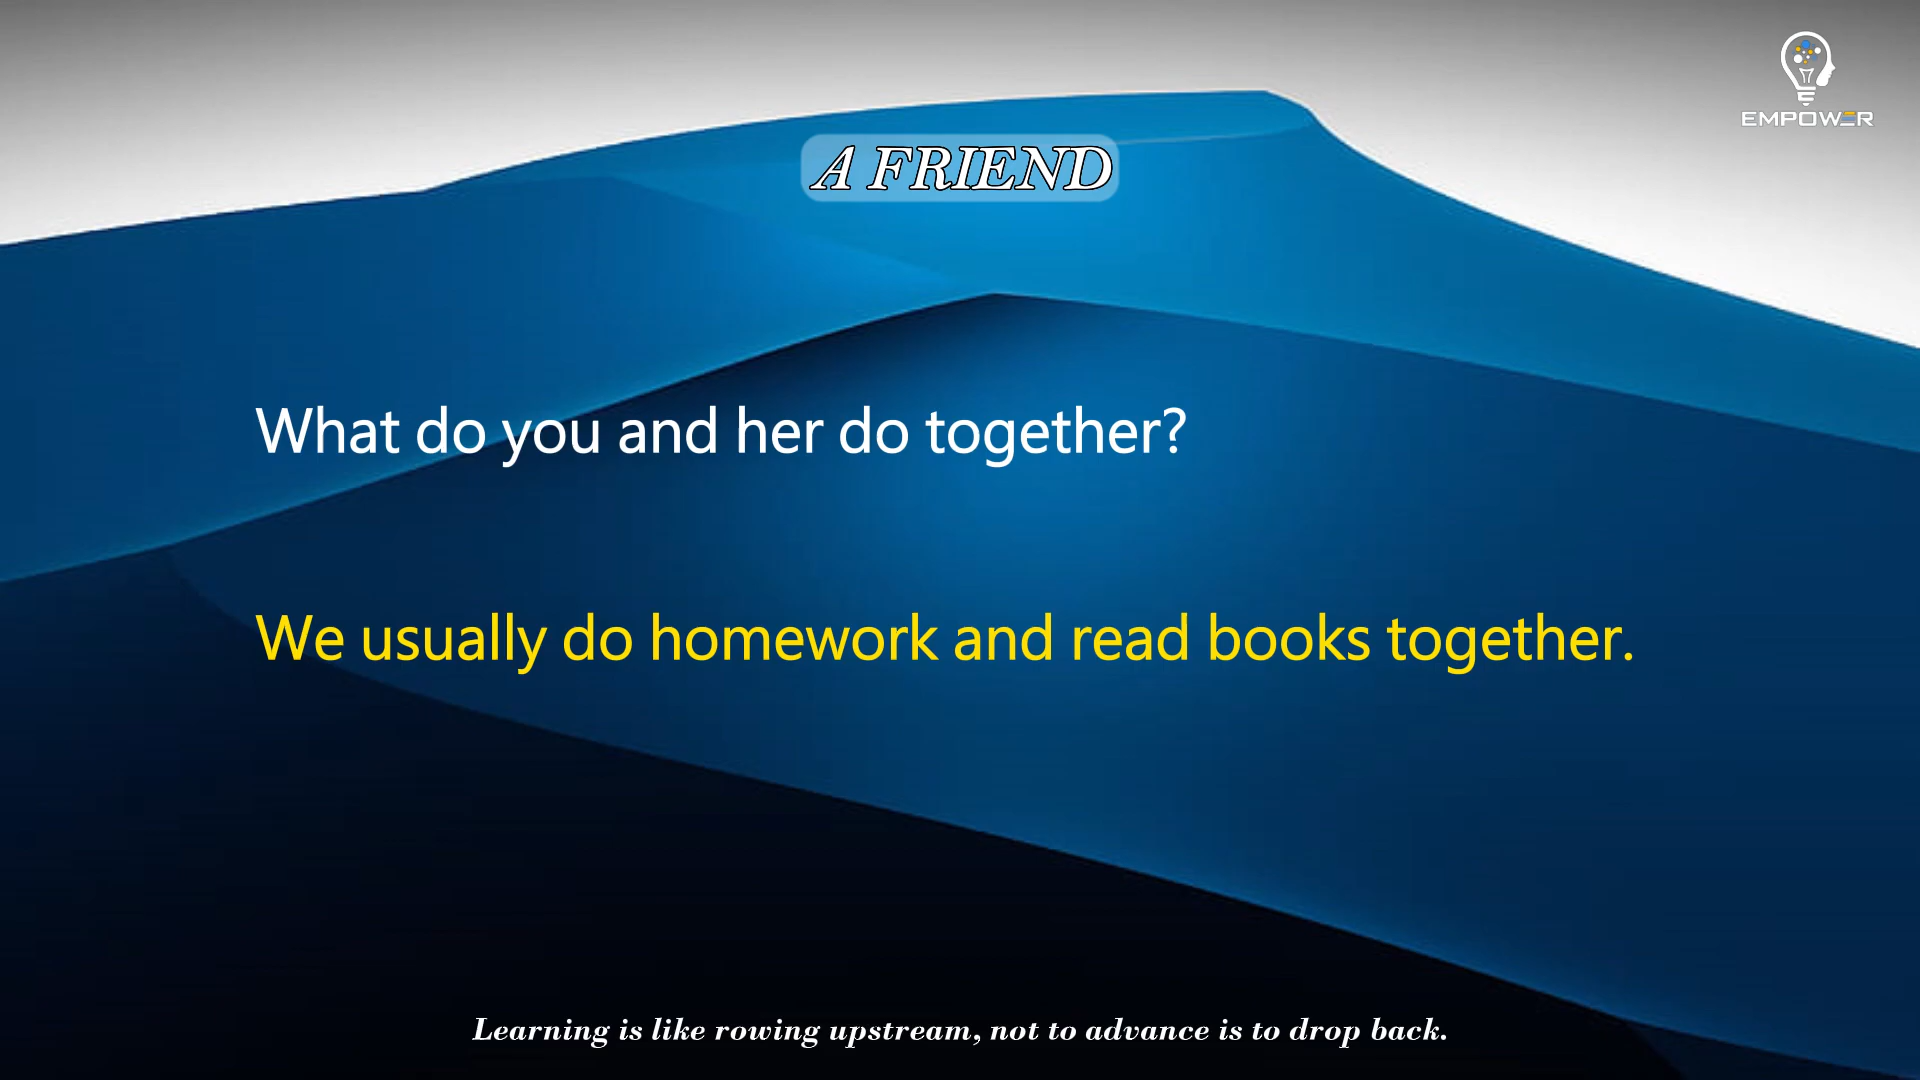 EMPOWER
A FRIEND
What do you and her do together?
We usually do homework and read books together.
Learning is like rowing upstream, not to advance is to drop back.